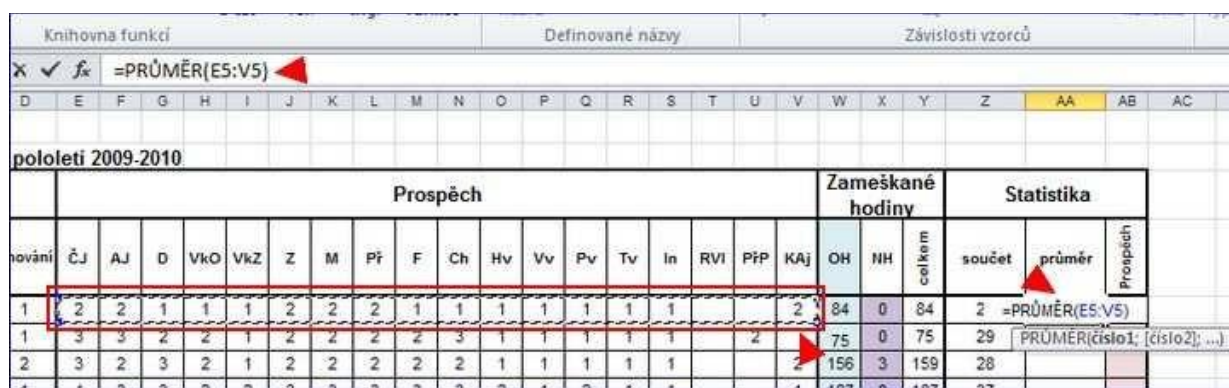 Knihovna funkcí Definované názvy Závislosti vzorců
=PRŮMĚR(E5:V5)
D E F G H I J K L M N O P Q R S T U V W X Y Z AA AB AC
pololetí 2009-2010
Prospěch Zameškané hodiny Statistika
nování ČJ AJ D VkO VkZ Z M Př F Ch Hv Vv Pv Tv In RVI PřP KAj OH NH celkem součet průměr Prospěch
1 2 2 1 1 1 2 2 2 1 1 1 1 1 1 1 2 84 0 84 2 =PRŮMĚR(E5:V5)
1 3 3 2 2 1 2 2 2 2 3 1 1 1 1 1 2 75 0 75 29 PRŮMĚR(číslo1; [číslo2]; ...)
2 3 2 3 2 1 2 2 2 2 2 1 1 1 1 1 2 156 3 159 28